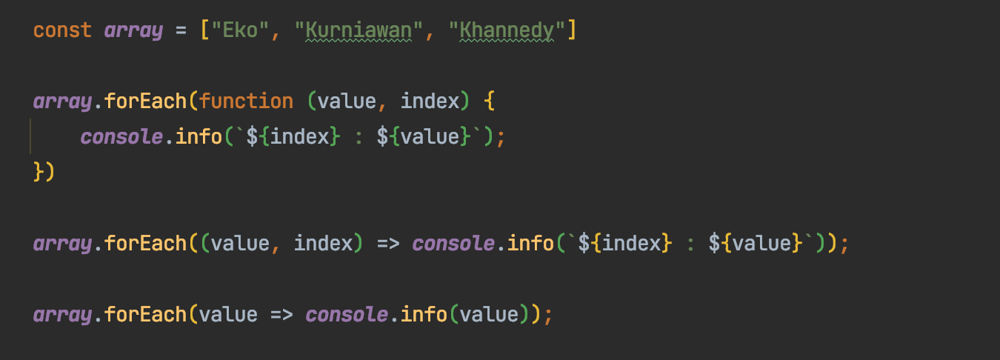 const array = ["Eko", "Kurniawan", "Khannedy"]
array.forEach(function (value, index) {
    console.info(`${index} : ${value}`);
})
array.forEach((value, index) => console.info(`${index} : ${value}`));
array.forEach(value => console.info(value));